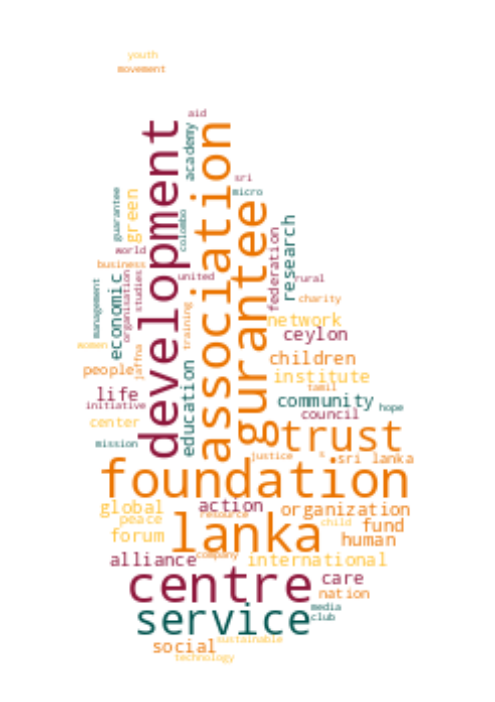 youth
movement
aid
development
association
academy
sri
micro
guarantee
green
gurantee
colombo
research
federation
world
business
united
rural
management
economic
organisation
studies
charity
training
network
ceylon
women
jaffna
people
children
institute
tamil
life
education
community
initiative
hope
council
center
trust
mission
justice
s
sri lanka
foundation
global
action
resource
organization
peace
lanka
child
fund
forum
human
company
alliance
international
centre
care
nation
service
media
club
social
sustainable
technology